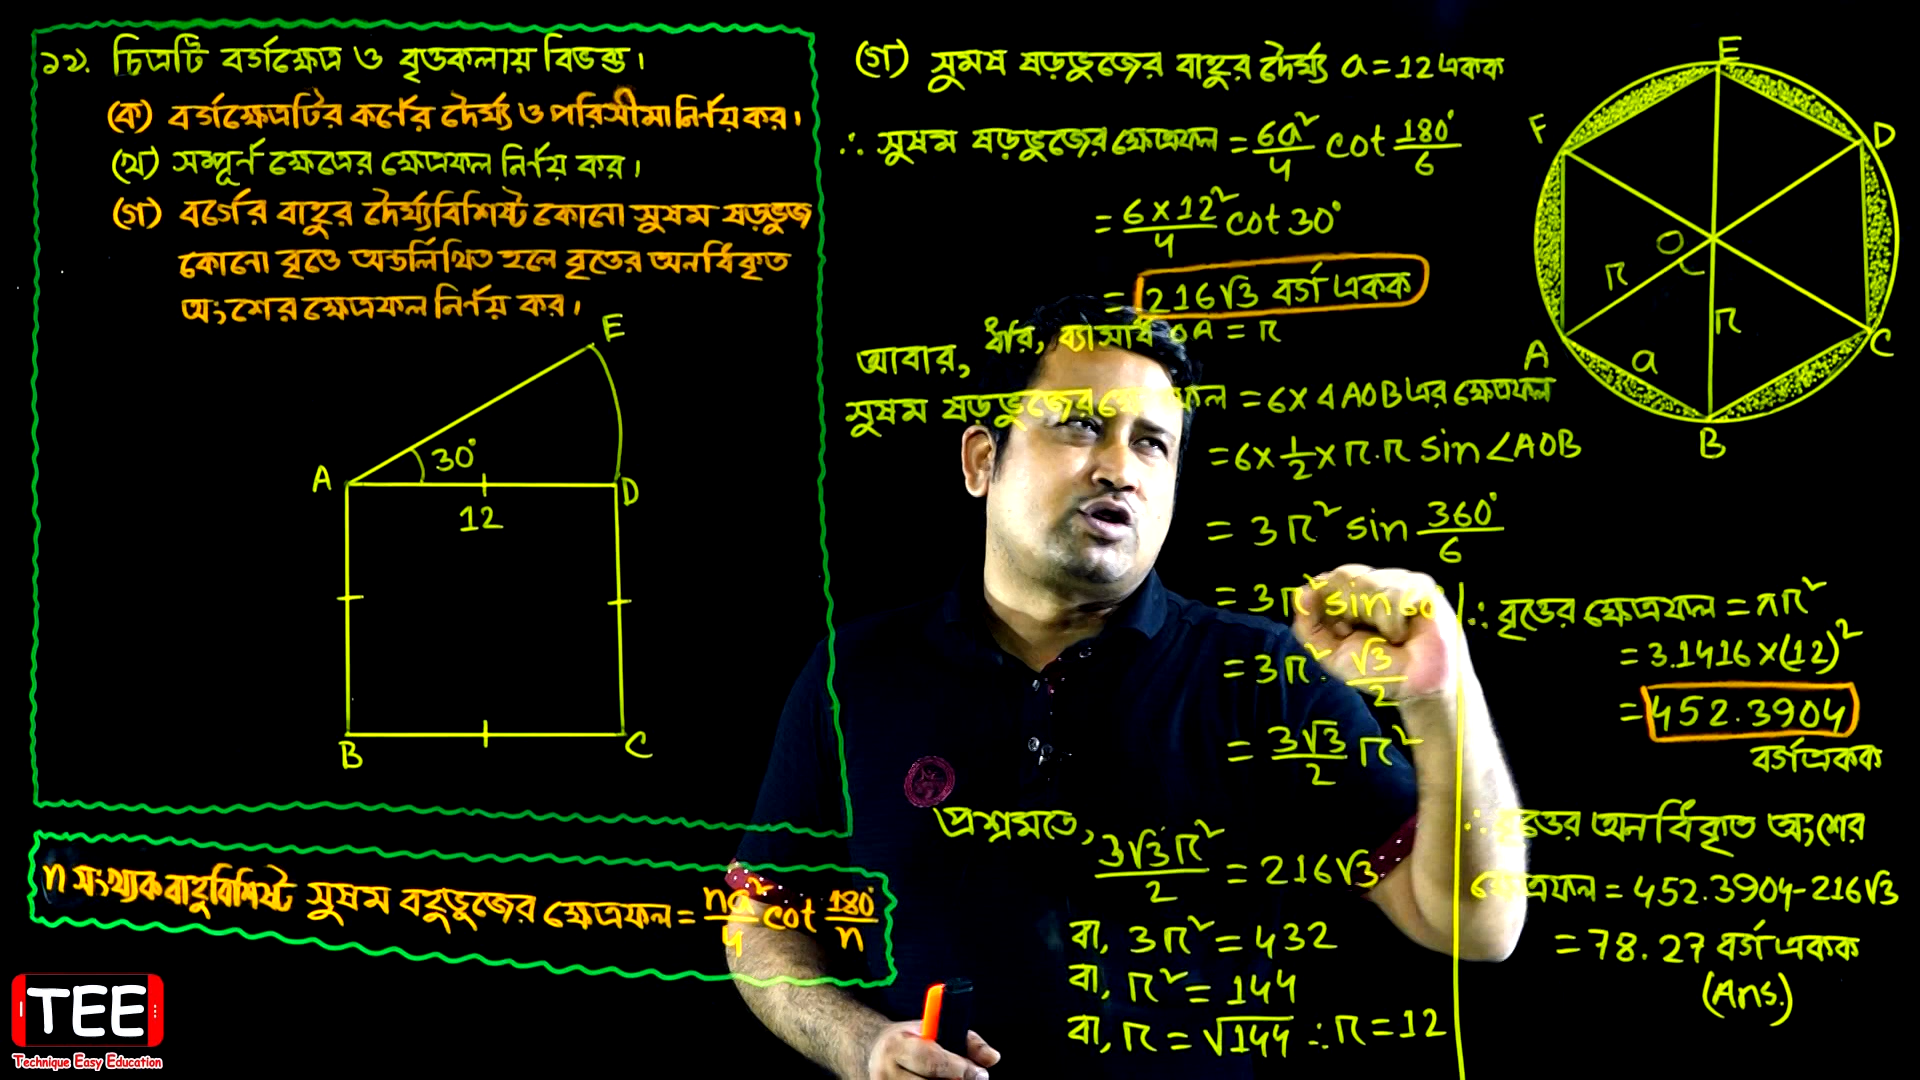 ১২. চিত্রটি বর্গক্ষেত্র ও বৃত্তকলায় বিভক্ত।
(ক) বর্গক্ষেত্রটির কর্ণের দৈর্ঘ্য ও পরিসীমা নির্ণয় কর।
(খ) সম্পূর্ণ ক্ষেত্রের ক্ষেত্রফল নির্ণয় কর।
(গ) বর্গের বাহুর দৈর্ঘ্যবিশিষ্ট কোনো সুষম ষড়ভুজ
কোনো বৃত্তে অন্তর্লিখিত হলে বৃত্তের অনধিকৃত
অংশের ক্ষেত্রফল নির্ণয় কর।
E
30°
A
D
12
B
C
n সংখ্যক বাহুবিশিষ্ট সুষম বহুভুজের ক্ষেত্রফল = na²/4 cot 180°/n
TEE
Technique Easy Education
(গ) সুষম ষড়ভুজের বাহুর দৈর্ঘ্য a = 12 একক
∴ সুষম ষড়ভুজের ক্ষেত্রফল = 6a²/4 cot 180°/6
= 6×12²/4 cot 30°
= 216√3 বর্গ একক
আবার, ধরি, ব্যাসার্ধ OA = r
সুষম ষড়ভুজের = 6 × ΔAOB এর ক্ষেত্রফল
= 6 × 1/2 × r.r sin ∠AOB
= 3r² sin 360°/6
= 3r² sin 60°
= 3r². √3/2
= 3√3/2 r²
প্রশ্নমতে,
3√3r²/2 = 216√3
বা, 3r² = 432
বা, r² = 144
বা, r = √144 ∴ r = 12
E
F
D
O
r
r
A
a
C
B
∴ বৃত্তের ক্ষেত্রফল = πr²
= 3.1416 × (12)²
= 452.3904
বর্গ একক
∴ বৃত্তের অনধিকৃত অংশের
ক্ষেত্রফল = 452.3904 - 216√3
= 78.27 বর্গ একক
(Ans.)